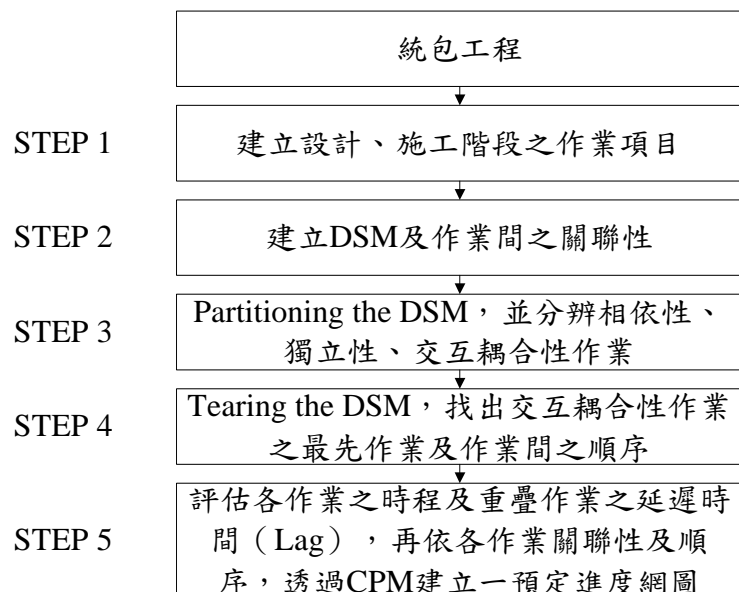 統包工程
STEP 1
建立設計、施工階段之作業項目
STEP 2
建立DSM及作業間之關聯性
STEP 3
Partitioning the DSM，並分辨相依性、
獨立性、交互耦合性作業
STEP 4
Tearing the DSM，找出交互耦合性作業
之最先作業及作業間之順序
STEP 5
評估各作業之時程及重疊作業之延遲時
間（Lag），再依各作業關聯性及順
序，透過CPM建立一預定進度網圖